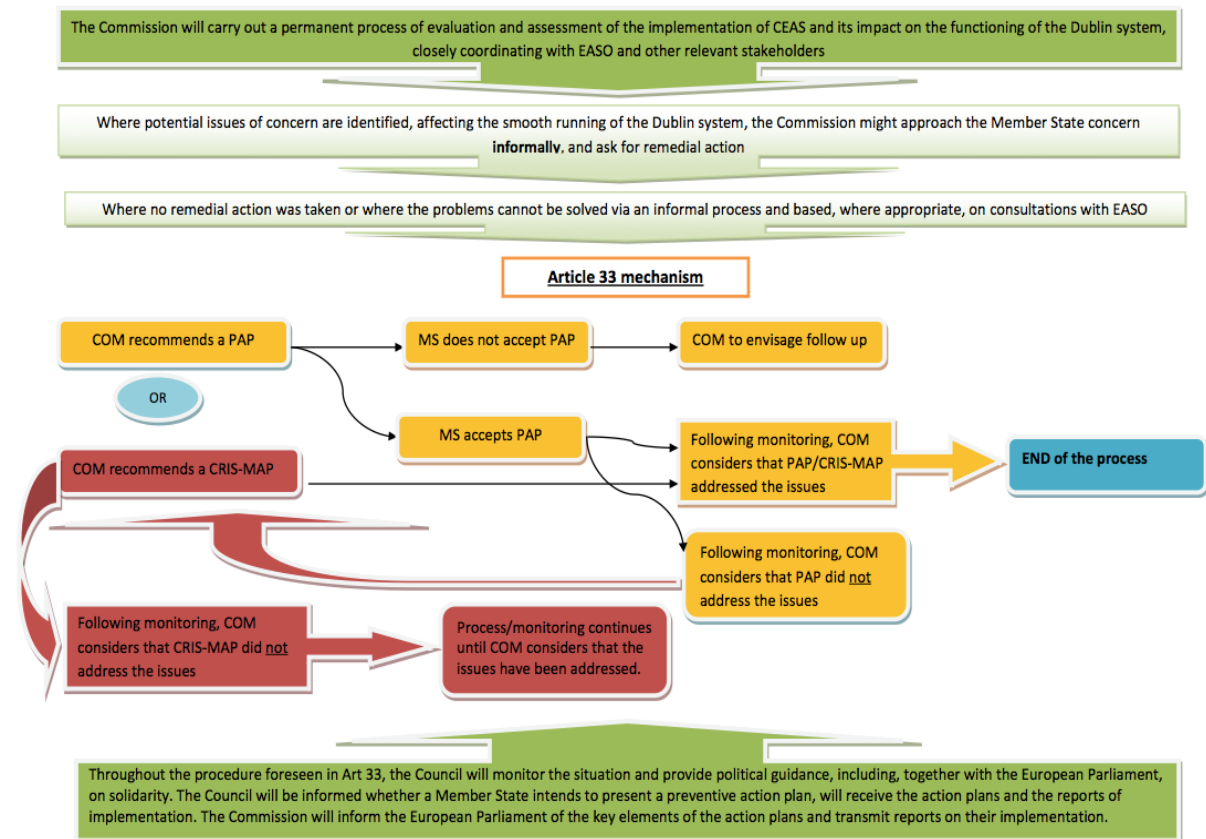 The Commission will carry out a permanent process of evaluation and assessment of the implementation of CEAS and its impact on the functioning of the Dublin system,
closely coordinating with EASO and other relevant stakeholders
Where potential issues of concern are identified, affecting the smooth running of the Dublin system, the Commission might approach the Member State concern
informally, and ask for remedial action
Where no remedial action was taken or where the problems cannot be solved via an informal process and based, where appropriate, on consultations with EASO
Article 33 mechanism
COM recommends a PAP
MS does not accept PAP
COM to envisage follow up
OR
MS accepts PAP
Following monitoring, COM
considers that PAP/CRIS-MAP
addressed the issues
END of the process
COM recommends a CRIS-MAP
Following monitoring, COM
considers that PAP did not
address the issues
Following monitoring, COM
considers that CRIS-MAP did not
address the issues
Process/monitoring continues
until COM considers that the
issues have been addressed.
Throughout the procedure foreseen in Art 33, the Council will monitor the situation and provide political guidance, including, together with the European Parliament,
on solidarity. The Council will be informed whether a Member State intends to present a preventive action plan, will receive the action plans and the reports of
implementation. The Commission will inform the European Parliament of the key elements of the action plans and transmit reports on their implementation.